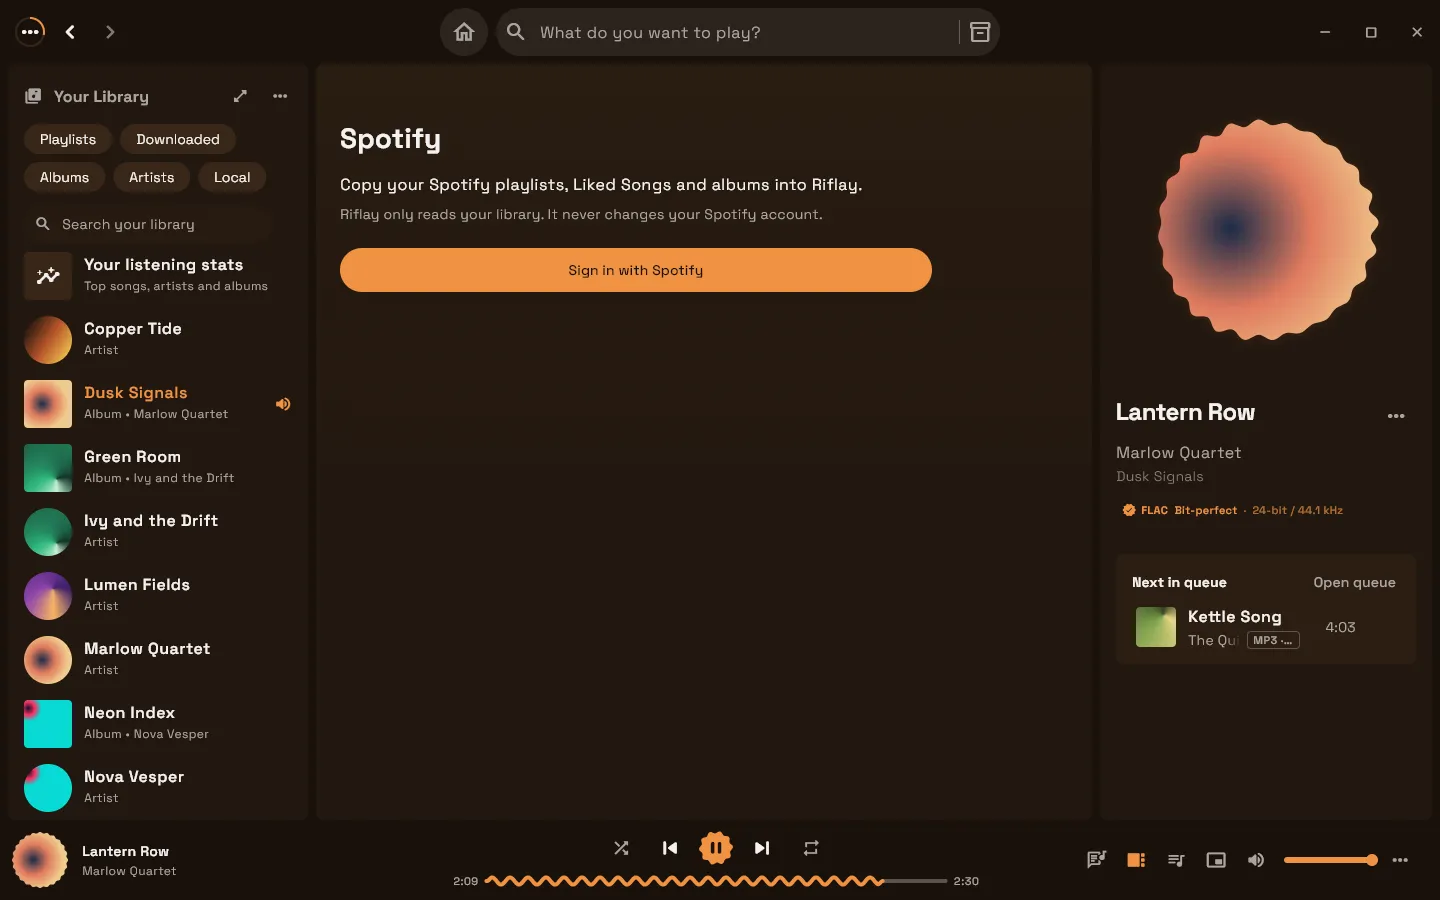 What do you want to play?
Your Library
Playlists
Downloaded
Albums
Artists
Local
Search your library
Your listening stats
Top songs, artists and albums
Copper Tide
Artist
Dusk Signals
Album • Marlow Quartet
Green Room
Album • Ivy and the Drift
Ivy and the Drift
Artist
Lumen Fields
Artist
Marlow Quartet
Artist
Neon Index
Album • Nova Vesper
Nova Vesper
Artist
Spotify
Copy your Spotify playlists, Liked Songs and albums into Riflay.
Riflay only reads your library. It never changes your Spotify account.
Sign in with Spotify
Lantern Row
Marlow Quartet
Dusk Signals
FLAC Bit-perfect · 24-bit / 44.1 kHz
Next in queue
Open queue
Kettle Song
The Qui
MP3 ·...
4:03
Lantern Row
Marlow Quartet
2:09
2:30